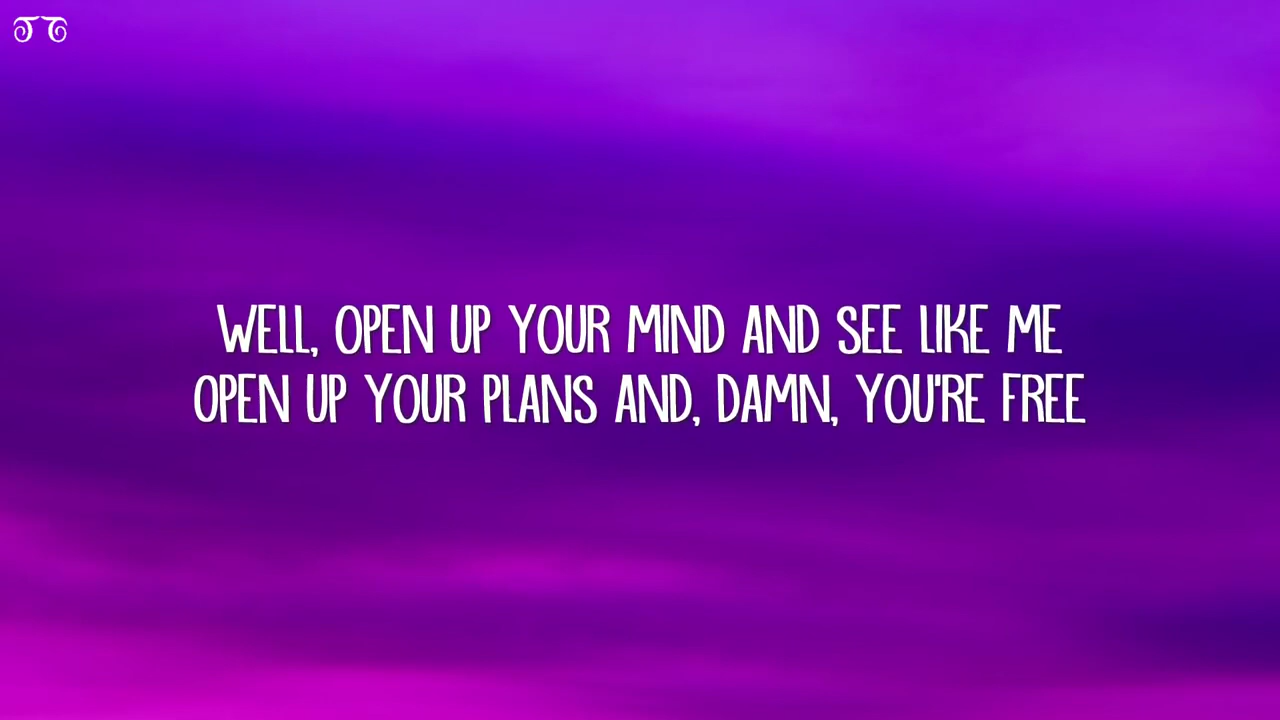 WELL, OPEN UP YOUR MIND AND SEE LIKE ME
OPEN UP YOUR PLANS AND, DAMN, YOU'RE FREE